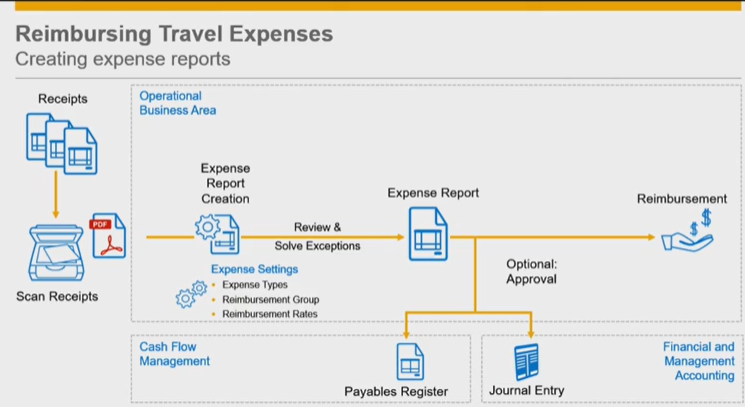 Reimbursing Travel Expenses
Creating expense reports
Receipts
Operational
Business Area
Expense
Report
Creation
Expense Report
Reimbursement
PDF
Review &
Solve Exceptions
$
$
Scan Receipts
Expense Settings
• Expense Types
• Reimbursement Group
• Reimbursement Rates
Optional:
Approval
Cash Flow
Management
Payables Register
Journal Entry
Financial and
Management
Accounting